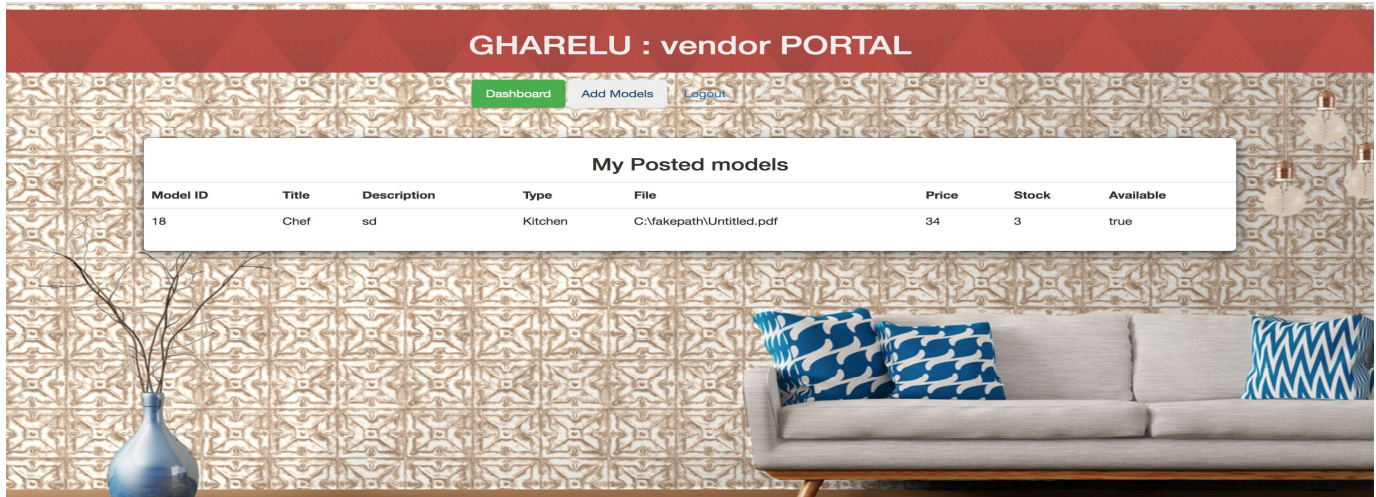 GHARELU : vendor PORTAL
Dashboard Add Models Logout
My Posted models
Model ID Title Description Type File Price Stock Available
18 Chef sd Kitchen C:\fakepath\Untitled.pdf 34 3 true